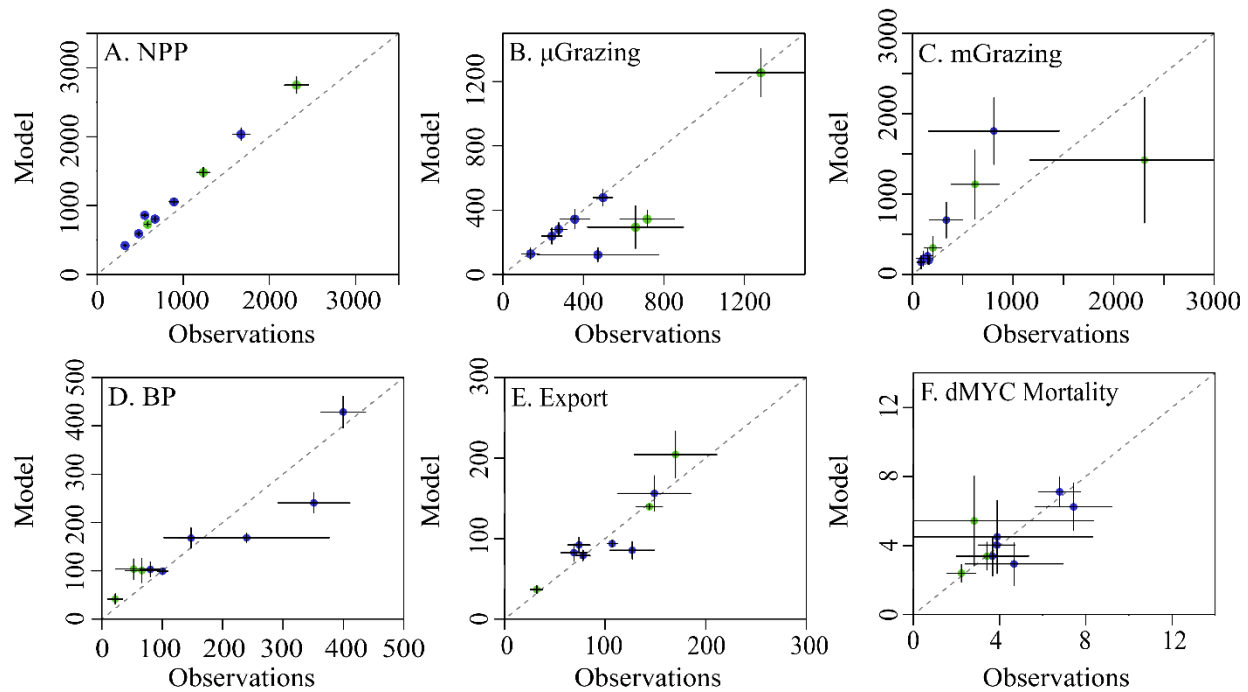 A. NPP
Model
0 1000 2000 3000
0 1000 2000 3000
Observations
B. μGrazing
Model
0 400 800 1200
0 400 800 1200
Observations
C. mGrazing
Model
0 1000 2000 3000
0 1000 2000 3000
Observations
D. BP
Model
0 100 200 300 400 500
0 100 200 300 400 500
Observations
E. Export
Model
0 100 200 300
0 100 200 300
Observations
F. dMYC Mortality
Model
0 4 8 12
0 4 8 12
Observations